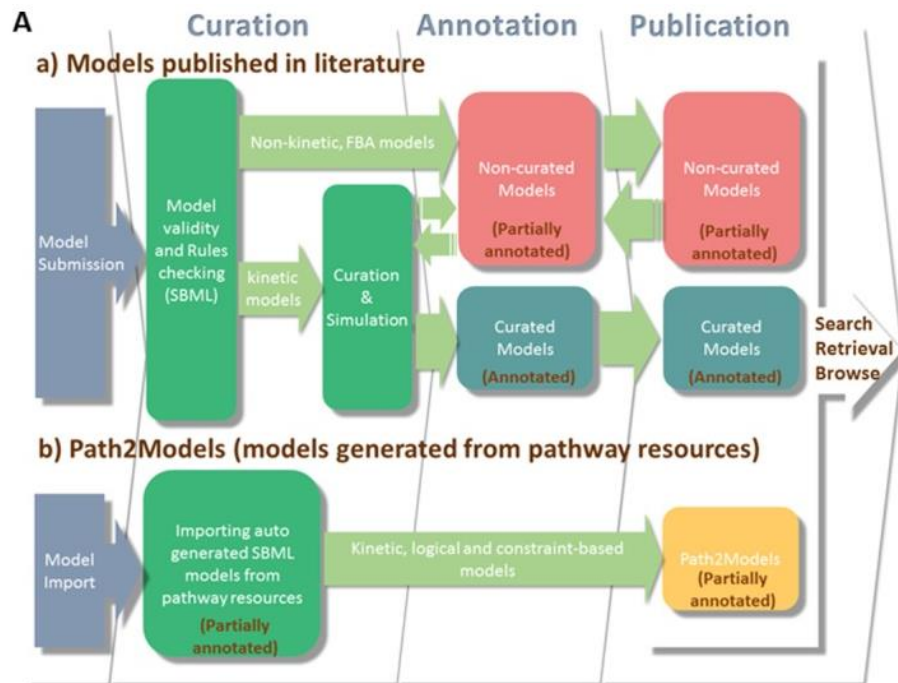 A
Curation
Annotation
Publication
a) Models published in literature
Model
Submission
Model
validity
and Rules
checking
(SBML)
Non-kinetic, FBA models
kinetic
models
Curation
&
Simulation
Non-curated
Models
(Partially
annotated)
Non-curated
Models
(Partially
annotated)
Curated
Models
(Annotated)
Curated
Models
(Annotated)
Search
Retrieval
Browse
b) Path2Models (models generated from pathway resources)
Model
Import
Importing auto
generated SBML
models from
pathway resources
(Partially
annotated)
Kinetic, logical and constraint-based
models
Path2Models
(Partially
annotated)